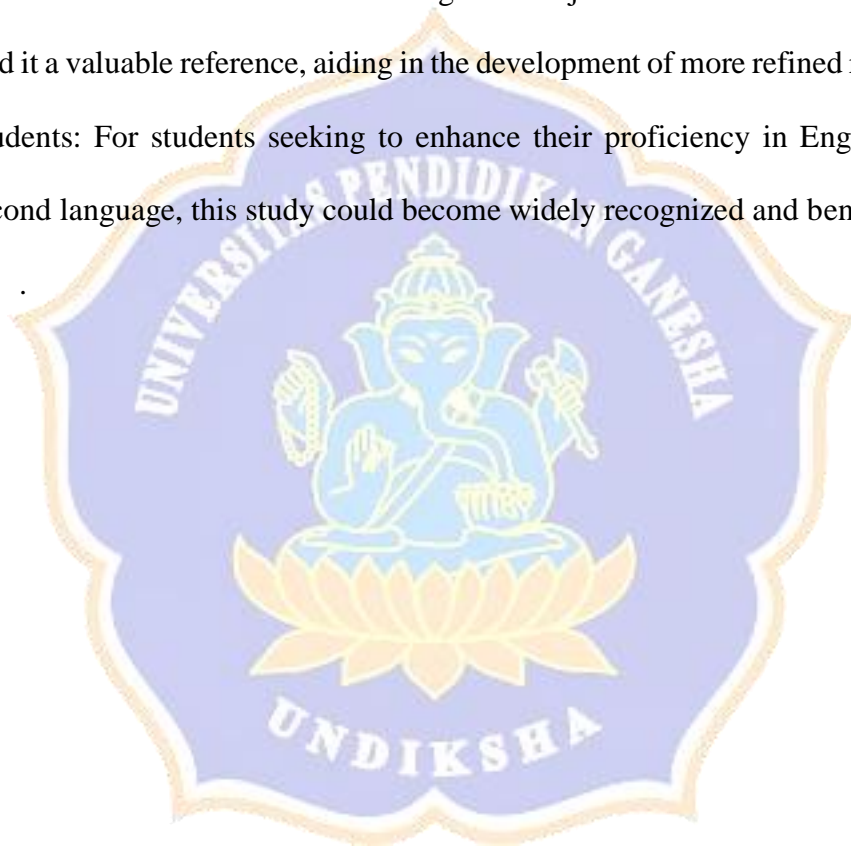 d it a valuable reference, aiding in the development of more refined
udents: For students seeking to enhance their proficiency in Eng
cond language, this study could become widely recognized and ben
.
UNIVERSITAS PENDIDIKAN GANESHA
UNDIKSHA